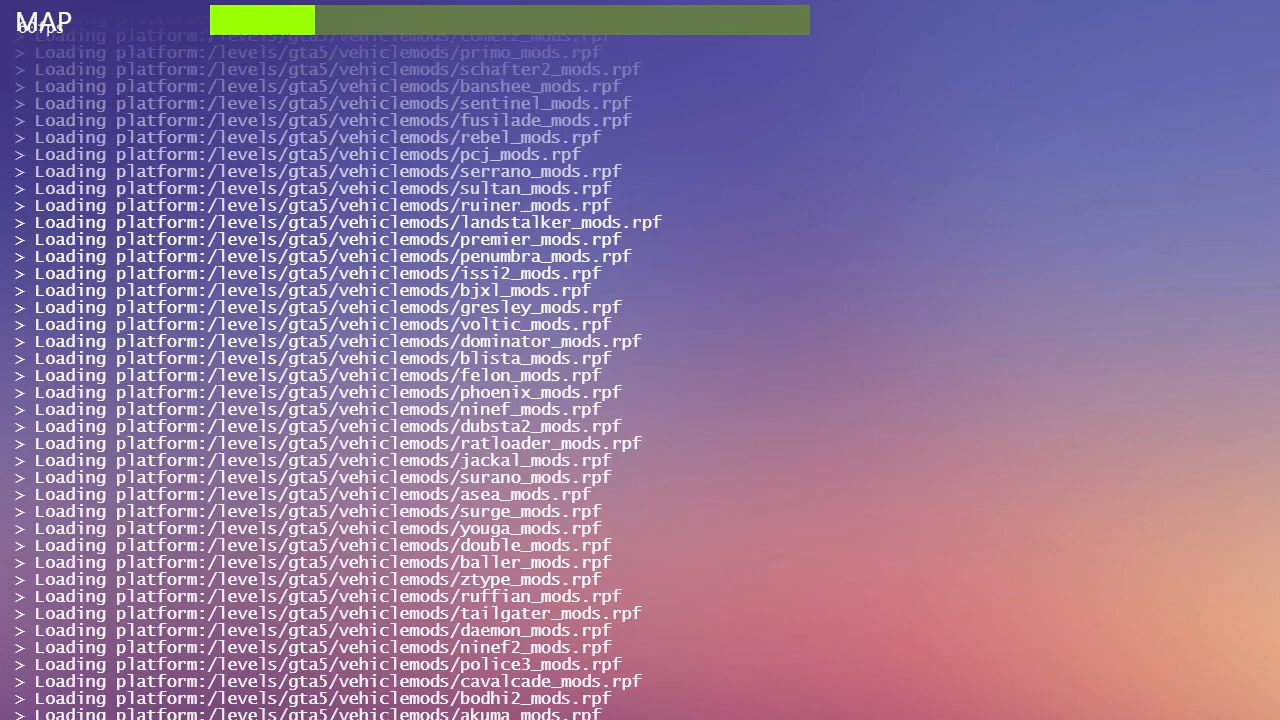 MAP
60fps
> Loading platform:/levels/gta5/vehiclemods/comet2_mods.rpf
> Loading platform:/levels/gta5/vehiclemods/primo_mods.rpf
> Loading platform:/levels/gta5/vehiclemods/schafter2_mods.rpf
> Loading platform:/levels/gta5/vehiclemods/banshee_mods.rpf
> Loading platform:/levels/gta5/vehiclemods/sentinel_mods.rpf
> Loading platform:/levels/gta5/vehiclemods/fusilade_mods.rpf
> Loading platform:/levels/gta5/vehiclemods/rebel_mods.rpf
> Loading platform:/levels/gta5/vehiclemods/pcj_mods.rpf
> Loading platform:/levels/gta5/vehiclemods/serrano_mods.rpf
> Loading platform:/levels/gta5/vehiclemods/sultan_mods.rpf
> Loading platform:/levels/gta5/vehiclemods/ruiner_mods.rpf
> Loading platform:/levels/gta5/vehiclemods/landstalker_mods.rpf
> Loading platform:/levels/gta5/vehiclemods/premier_mods.rpf
> Loading platform:/levels/gta5/vehiclemods/penumbra_mods.rpf
> Loading platform:/levels/gta5/vehiclemods/issi2_mods.rpf
> Loading platform:/levels/gta5/vehiclemods/bjxl_mods.rpf
> Loading platform:/levels/gta5/vehiclemods/gresley_mods.rpf
> Loading platform:/levels/gta5/vehiclemods/voltic_mods.rpf
> Loading platform:/levels/gta5/vehiclemods/dominator_mods.rpf
> Loading platform:/levels/gta5/vehiclemods/blista_mods.rpf
> Loading platform:/levels/gta5/vehiclemods/felon_mods.rpf
> Loading platform:/levels/gta5/vehiclemods/phoenix_mods.rpf
> Loading platform:/levels/gta5/vehiclemods/ninef_mods.rpf
> Loading platform:/levels/gta5/vehiclemods/dubsta2_mods.rpf
> Loading platform:/levels/gta5/vehiclemods/ratloader_mods.rpf
> Loading platform:/levels/gta5/vehiclemods/jackal_mods.rpf
> Loading platform:/levels/gta5/vehiclemods/surano_mods.rpf
> Loading platform:/levels/gta5/vehiclemods/asea_mods.rpf
> Loading platform:/levels/gta5/vehiclemods/surge_mods.rpf
> Loading platform:/levels/gta5/vehiclemods/youga_mods.rpf
> Loading platform:/levels/gta5/vehiclemods/double_mods.rpf
> Loading platform:/levels/gta5/vehiclemods/baller_mods.rpf
> Loading platform:/levels/gta5/vehiclemods/ztype_mods.rpf
> Loading platform:/levels/gta5/vehiclemods/ruffian_mods.rpf
> Loading platform:/levels/gta5/vehiclemods/tailgater_mods.rpf
> Loading platform:/levels/gta5/vehiclemods/daemon_mods.rpf
> Loading platform:/levels/gta5/vehiclemods/ninef2_mods.rpf
> Loading platform:/levels/gta5/vehiclemods/police3_mods.rpf
> Loading platform:/levels/gta5/vehiclemods/cavalcade_mods.rpf
> Loading platform:/levels/gta5/vehiclemods/bodhi2_mods.rpf
> Loading platform:/levels/gta5/vehiclemods/akuma_mods.rpf